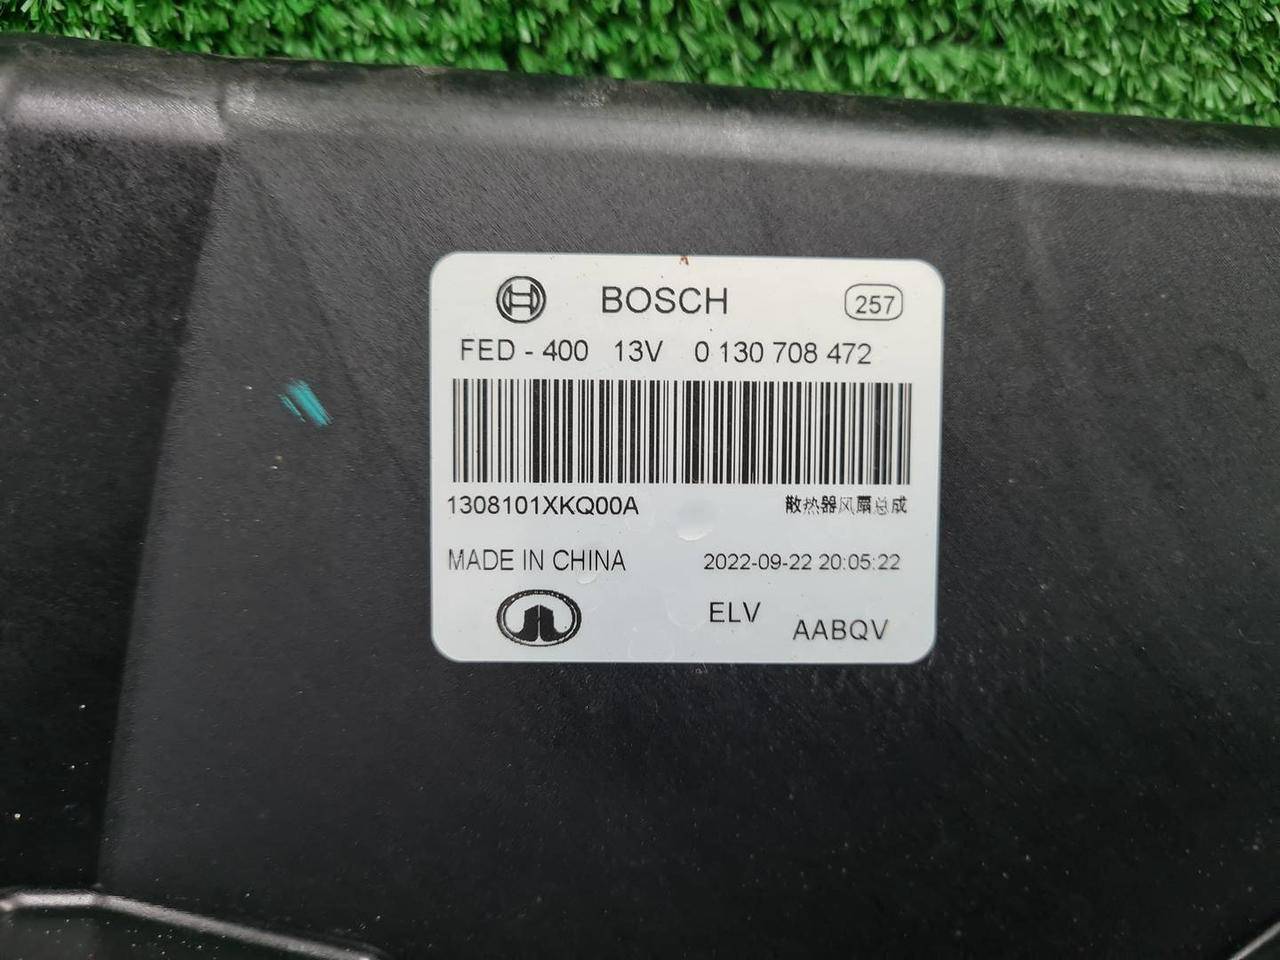 BOSCH 257
FED - 400 13V 0 130 708 472
1308101XKQ00A 散热器风扇总成
MADE IN CHINA 2022-09-22 20:05:22
ELV AABQV